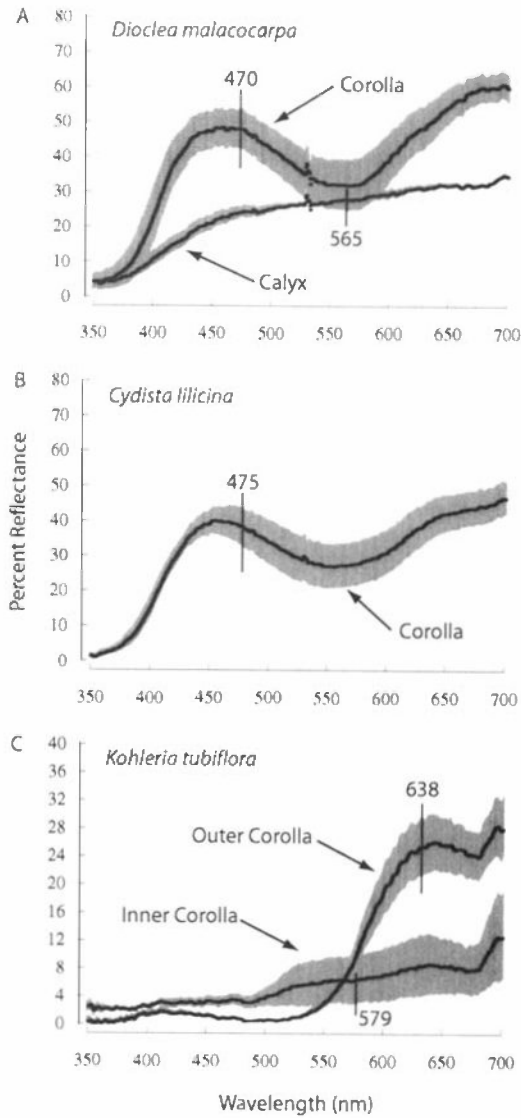 A
Dioclea malacocarpa
80
70
60
50
40
30
20
10
0
470
Corolla
565
Calyx
350 400 450 500 550 600 650 700
B
Cydista lilicina
80
70
60
50
40
30
20
10
0
475
Corolla
Percent Reflectance
350 400 450 500 550 600 650 700
C
Kohleria tubiflora
40
36
32
28
24
20
16
12
8
4
0
638
Outer Corolla
Inner Corolla
579
350 400 450 500 550 600 650 700
Wavelength (nm)